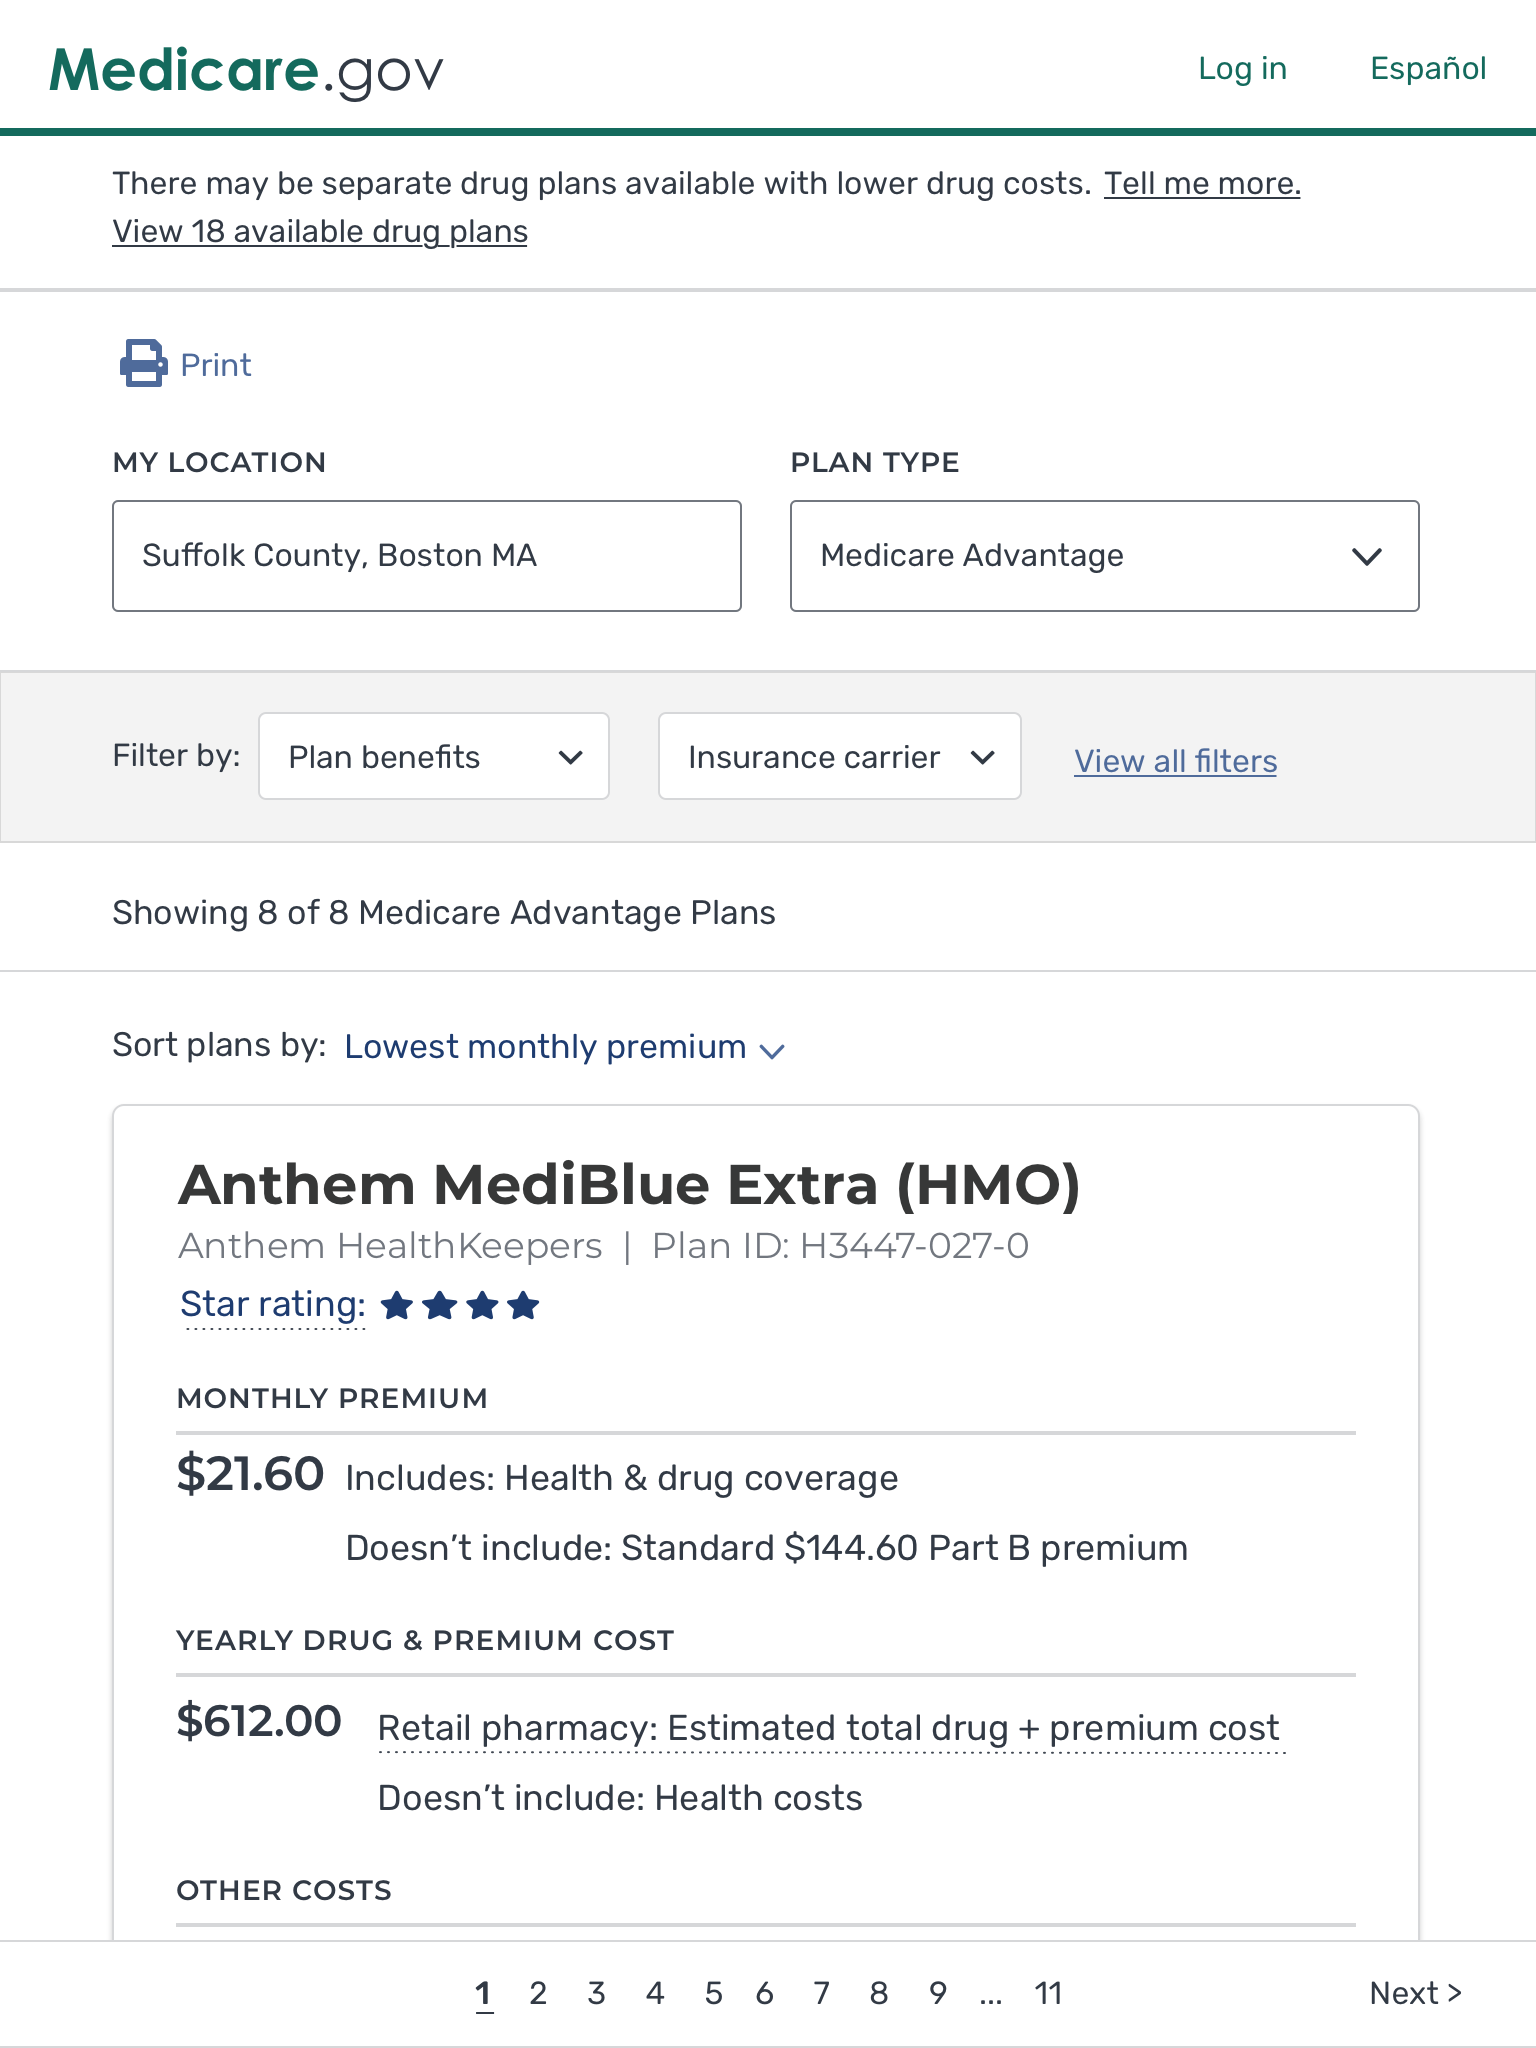 Medicare.gov
Log in
Español
There may be separate drug plans available with lower drug costs. Tell me more.
View 18 available drug plans
Print
MY LOCATION
PLAN TYPE
Suffolk County, Boston MA
Medicare Advantage
Filter by:
Plan benefits
Insurance carrier
View all filters
Showing 8 of 8 Medicare Advantage Plans
Sort plans by: Lowest monthly premium
Anthem MediBlue Extra (HMO)
Anthem HealthKeepers | Plan ID: H3447-027-0
Star rating:
MONTHLY PREMIUM
$21.60 Includes: Health & drug coverage
Doesn’t include: Standard $144.60 Part B premium
YEARLY DRUG & PREMIUM COST
$612.00 Retail pharmacy: Estimated total drug + premium cost
Doesn’t include: Health costs
OTHER COSTS
1 2 3 4 5 6 7 8 9 ... 11
Next >